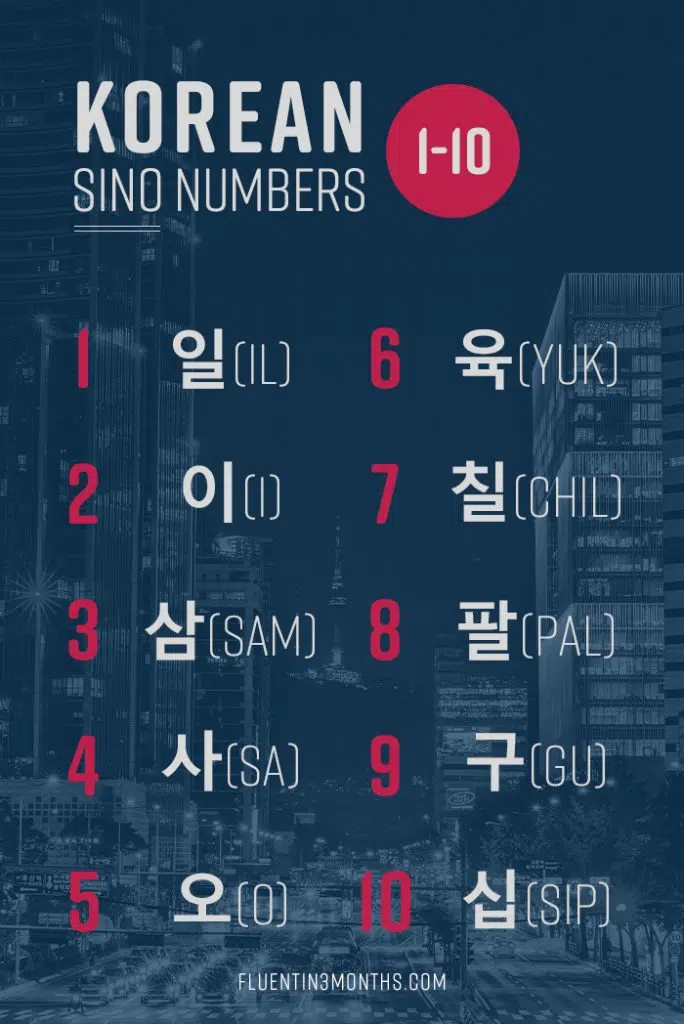 KOREAN
SINO NUMBERS
1-10
1 일(IL)
2 이(I)
3 삼(SAM)
4 사(SA)
5 오(O)
6 육(YUK)
7 칠(CHIL)
8 팔(PAL)
9 구(GU)
10 십(SIP)
FLUENTIN3MONTHS.COM